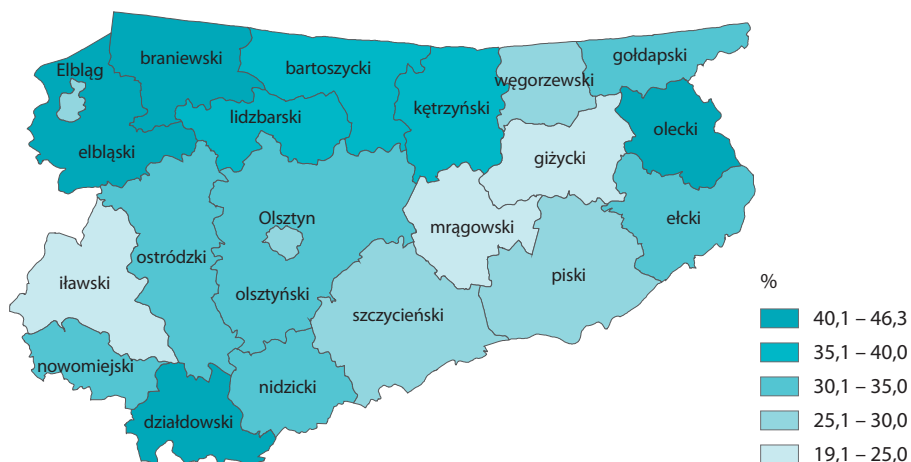 gołdapski
braniewski
Elbląg
bartoszycki
węgorzewski
kętrzyński
lidzbarski
olecki
elbląski
giżycki
Olsztyn
ełcki
mrągowski
ostródzki
piski
iławski
olsztyński
szczycieński
%
40,1 – 46,3
35,1 – 40,0
nowomiejski
30,1 – 35,0
nidzicki
25,1 – 30,0
działdowski
19,1 – 25,0